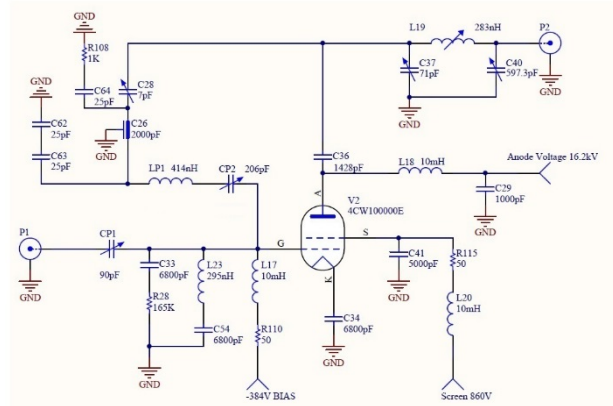 GND
R108
1K
C64
25pF
C28
7pF
GND
C62
25pF
C63
25pF
GND
C26
2000pF
LP1 414nH
CP2 206pF
P1
GND
CP1
90pF
C33
6800pF
R28
165K
GND
L23
295nH
C54
6800pF
L17
10mH
R110
50
-384V BIAS
G
A
K
S
V2
4CW100000E
C36
1428pF
C34
6800pF
GND
L18 10mH
Anode Voltage 16.2kV
C29
1000pF
GND
C41
5000pF
GND
R115
50
L20
10mH
Screen 860V
L19 283nH
C37
71pF
C40
597.3pF
GND
P2
GND